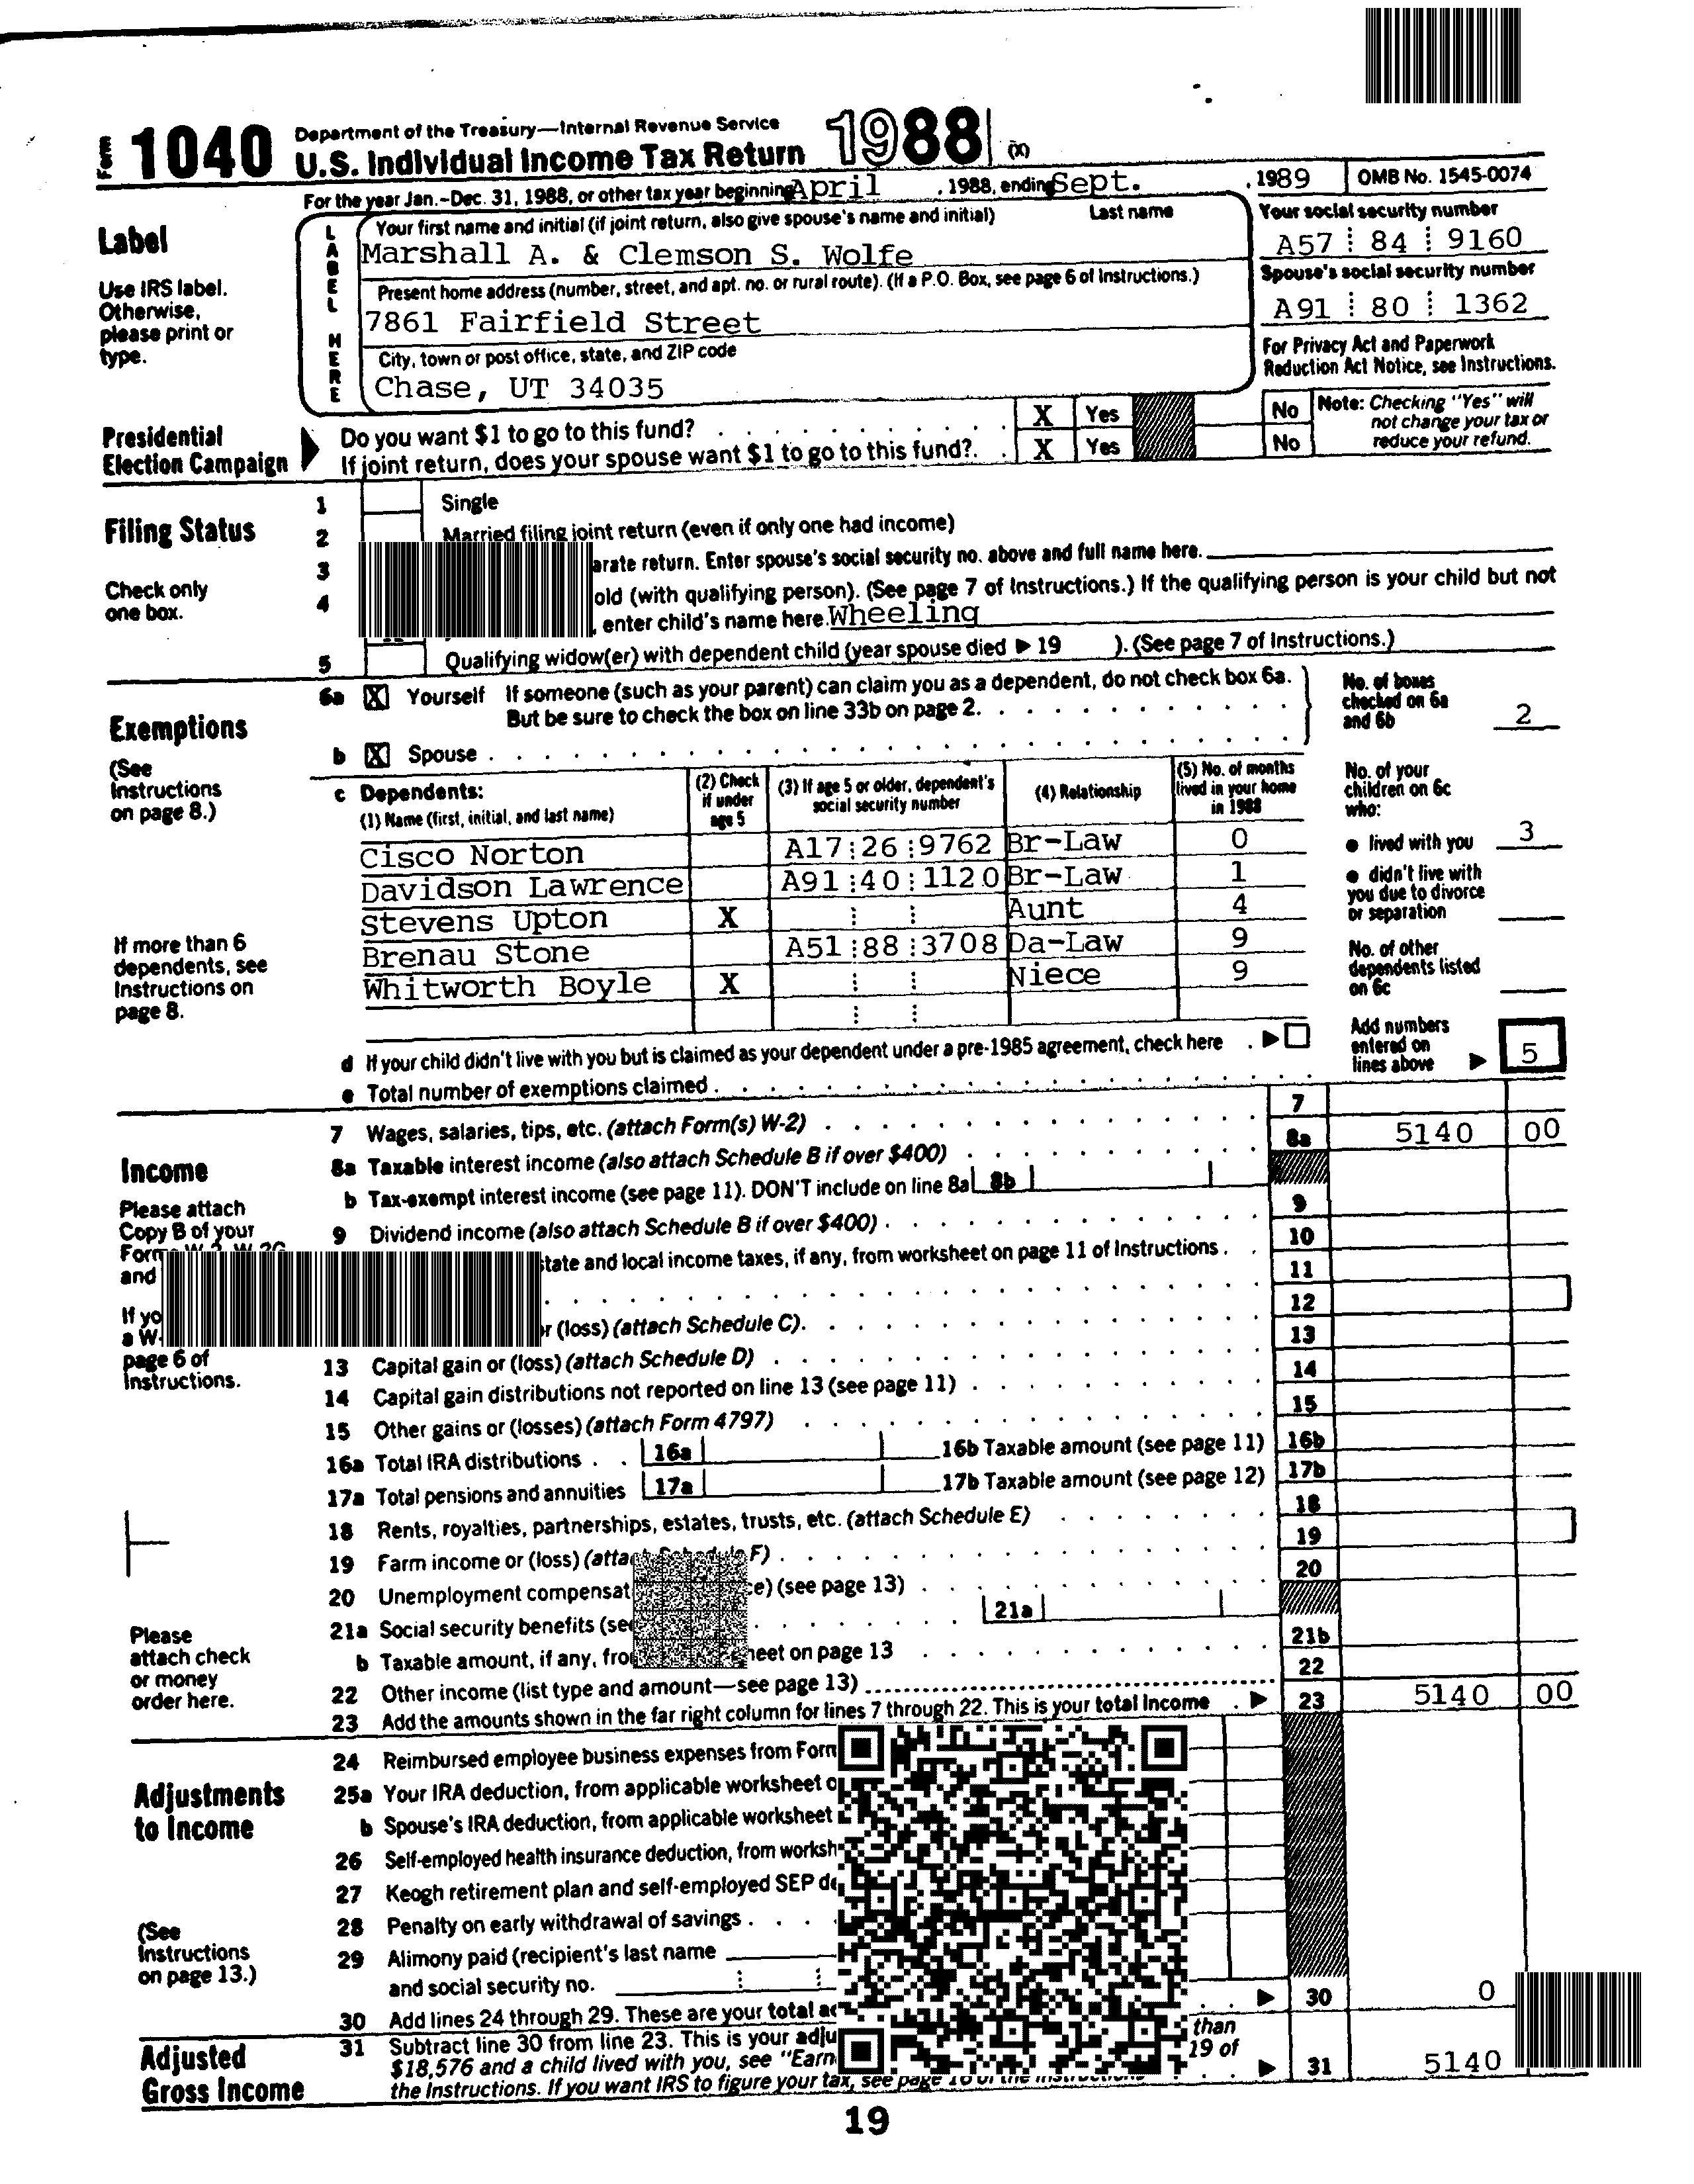 Form 1040 Department of the Treasury—Internal Revenue Service
U.S. Individual Income Tax Return 1988 (X)
For the year Jan.–Dec. 31, 1988, or other tax year beginning April , 1988, ending Sept. , 1989 OMB No. 1545-0074
Label
Use IRS label.
Otherwise,
please print or
type.
LABEL HERE
Your first name and initial (if joint return, also give spouse's name and initial) Last name
Marshall A. & Clemson S. Wolfe
Present home address (number, street, and apt. no. or rural route). (If a P.O. Box, see page 6 of Instructions.)
7861 Fairfield Street
City, town or post office, state, and ZIP code
Chase, UT 34035
Your social security number
A57 84 9160
Spouse's social security number
A91 80 1362
For Privacy Act and Paperwork
Reduction Act Notice, see Instructions.
Presidential
Election Campaign
Do you want $1 to go to this fund? X Yes No
If joint return, does your spouse want $1 to go to this fund? X Yes No
Note: Checking "Yes" will
not change your tax or
reduce your refund.
Filing Status
Check only
one box.
1 Single
2 Married filing joint return (even if only one had income)
3 arate return. Enter spouse's social security no. above and full name here.
4 old (with qualifying person). (See page 7 of Instructions.) If the qualifying person is your child but not
, enter child's name here. Wheeling
5 Qualifying widow(er) with dependent child (year spouse died ▶ 19 ). (See page 7 of Instructions.)
Exemptions
(See
Instructions
on page 8.)
If more than 6
dependents, see
Instructions on
page 8.
6a X Yourself If someone (such as your parent) can claim you as a dependent, do not check box 6a.
But be sure to check the box on line 33b on page 2.
b X Spouse
No. of boxes
checked on 6a
and 6b 2
c Dependents:
(1) Name (first, initial, and last name)
(2) Check
if under
age 5
(3) If age 5 or older, dependent's
social security number
(4) Relationship
(5) No. of months
lived in your home
in 1988
Cisco Norton A17 26 9762 Br-Law 0
Davidson Lawrence A91 40 1120 Br-Law 1
Stevens Upton X Aunt 4
Brenau Stone A51 88 3708 Da-Law 9
Whitworth Boyle X Niece 9
No. of your
children on 6c
who:
● lived with you 3
● didn't live with
you due to divorce
or separation
No. of other
dependents listed
on 6c
Add numbers
entered on
lines above ▶ 5
d If your child didn't live with you but is claimed as your dependent under a pre-1985 agreement, check here ▶
e Total number of exemptions claimed
Income
Please attach
Copy B of your
Form
and
If yo
a W-
page 6 of
Instructions.
Please
attach check
or money
order here.
7 Wages, salaries, tips, etc. (attach Form(s) W-2) 7
8a Taxable interest income (also attach Schedule B if over $400) 8a 5140 00
b Tax-exempt interest income (see page 11). DON'T include on line 8a 8b
9 Dividend income (also attach Schedule B if over $400) 9
state and local income taxes, if any, from worksheet on page 11 of Instructions 10
11
or (loss) (attach Schedule C) 12
13 Capital gain or (loss) (attach Schedule D) 13
14 Capital gain distributions not reported on line 13 (see page 11) 14
15 Other gains or (losses) (attach Form 4797) 15
16a Total IRA distributions 16a 16b Taxable amount (see page 11) 16b
17a Total pensions and annuities 17a 17b Taxable amount (see page 12) 17b
18 Rents, royalties, partnerships, estates, trusts, etc. (attach Schedule E) 18
19 Farm income or (loss) (attach Schedule F) 19
20 Unemployment compensat ce) (see page 13) 20
21a Social security benefits (see 21a
b Taxable amount, if any, fro heet on page 13 21b
22 Other income (list type and amount—see page 13) 22
23 Add the amounts shown in the far right column for lines 7 through 22. This is your total income ▶ 23 5140 00
Adjustments
to Income
(See
Instructions
on page 13.)
24 Reimbursed employee business expenses from Form
25a Your IRA deduction, from applicable worksheet o
b Spouse's IRA deduction, from applicable worksheet
26 Self-employed health insurance deduction, from worksh
27 Keogh retirement plan and self-employed SEP de
28 Penalty on early withdrawal of savings
29 Alimony paid (recipient's last name
and social security no.
30 Add lines 24 through 29. These are your total ad ▶ 30 0
Adjusted
Gross Income
31 Subtract line 30 from line 23. This is your adju than
$18,576 and a child lived with you, see "Earn 19 of
the Instructions. If you want IRS to figure your tax, see page 16 of the Instructions ▶ 31 5140
19